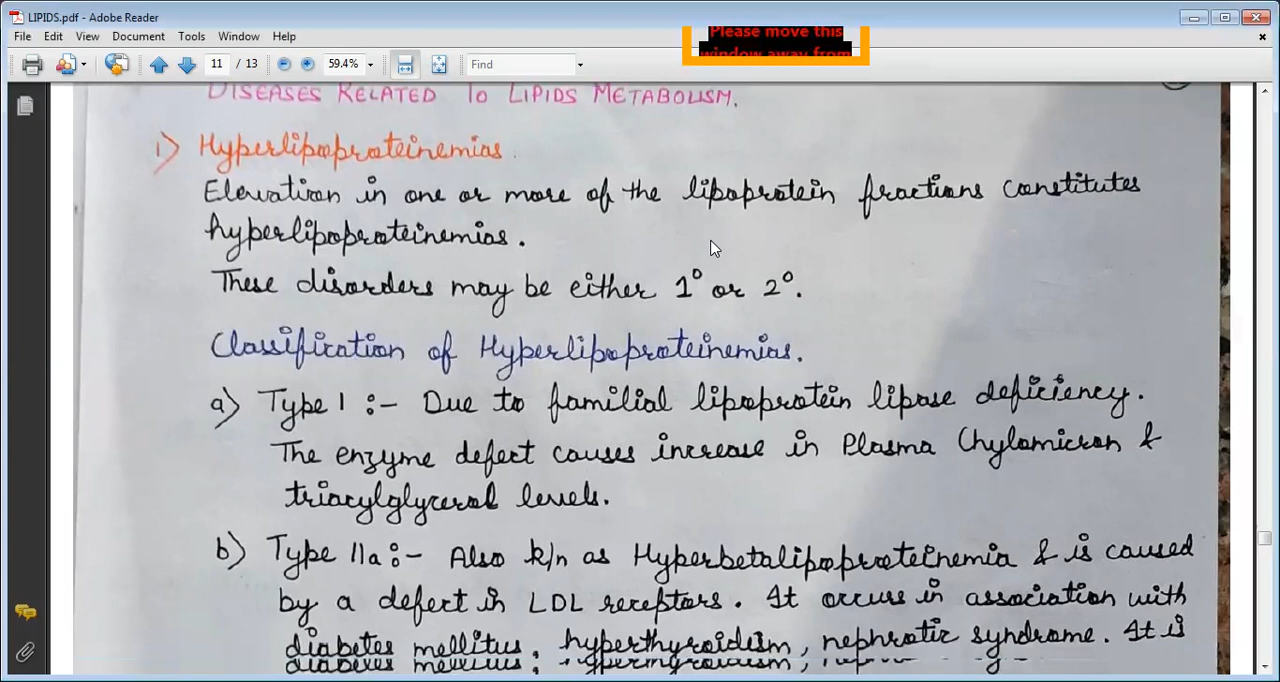 LIPIDS.pdf - Adobe Reader
File Edit View Document Tools Window Help
Please move this
window away from
11 / 13 59.4% Find
DISEASES RELATED TO LIPIDS METABOLISM.
1) Hyperlipoproteinemias.
Elevation in one or more of the lipoprotein fractions constitutes
hyperlipoproteinemias.
These disorders may be either 1° or 2°.
Classification of Hyperlipoproteinemias.
a) Type I :- Due to familial lipoprotein lipase deficiency.
The enzyme defect causes increase in Plasma Chylomicron &
triacylglycerol levels.
b) Type IIa :- Also k/n as Hyperbetalipoproteinemia & is caused
by a defect in LDL receptors. It occurs in association with
diabetes mellitus, hyperthyroidism, nephrotic syndrome. It is